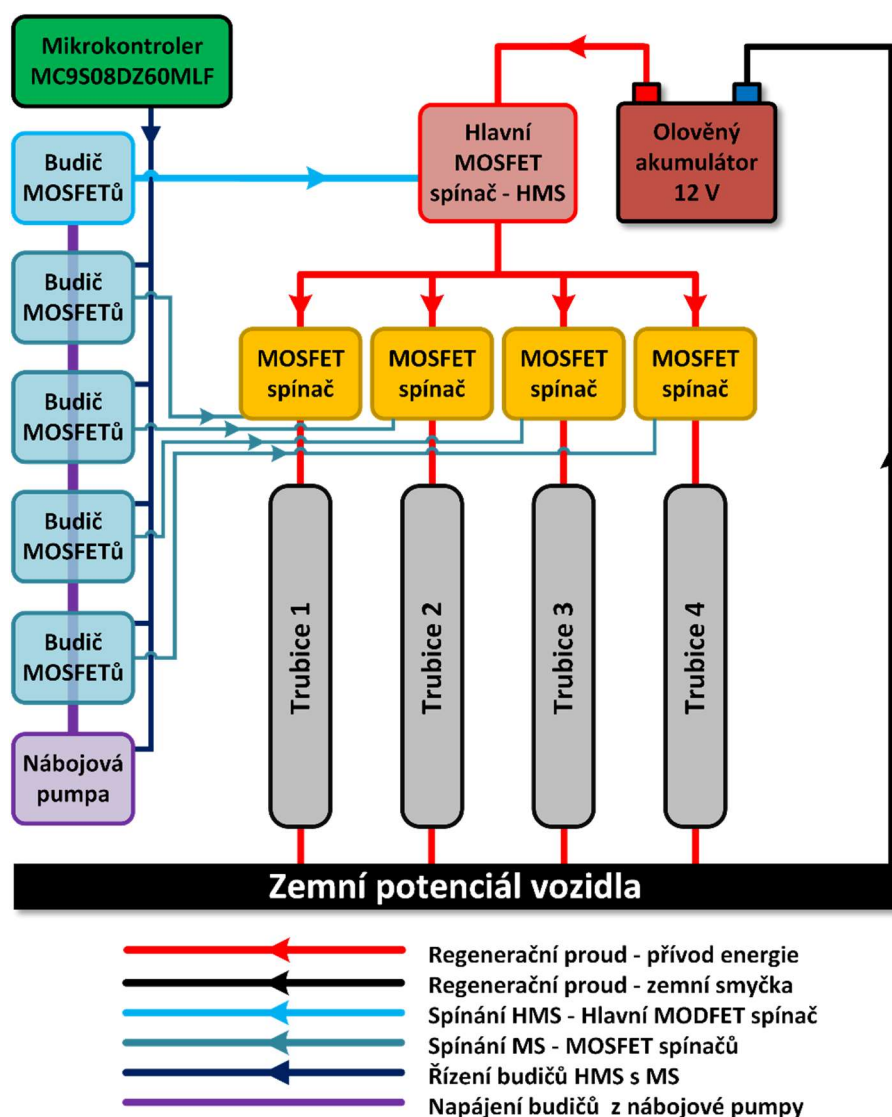 Mikrokontroler
MC9S08DZ60MLF
Budič
MOSFETů
Hlavní
MOSFET
spínač - HMS
Olověný
akumulátor
12 V
Budič
MOSFETů
Budič
MOSFETů
Budič
MOSFETů
Budič
MOSFETů
Nábojová
pumpa
MOSFET
spínač
MOSFET
spínač
MOSFET
spínač
MOSFET
spínač
Trubice 1
Trubice 2
Trubice 3
Trubice 4
Zemní potenciál vozidla
Regenerační proud - přívod energie
Regenerační proud - zemní smyčka
Spínání HMS - Hlavní MODFET spínač
Spínání MS - MOSFET spínačů
Řízení budičů HMS s MS
Napájení budičů z nábojové pumpy